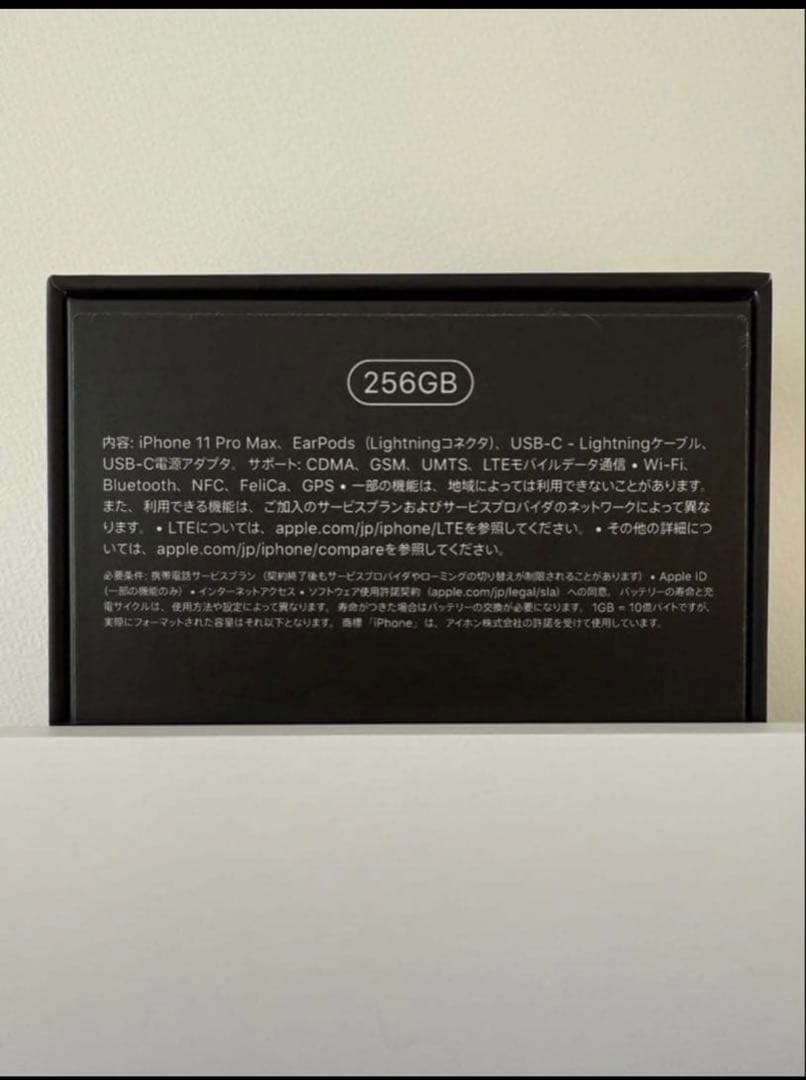 256GB
内容: iPhone 11 Pro Max、EarPods（Lightningコネクタ）、USB-C - Lightningケーブル、
USB-C電源アダプタ。サポート: CDMA、GSM、UMTS、LTEモバイルデータ通信 • Wi-Fi、
Bluetooth、NFC、FeliCa、GPS • 一部の機能は、地域によっては利用できないことがあります。
また、利用できる機能は、ご加入のサービスプランおよびサービスプロバイダのネットワークによって異な
ります。 • LTEについては、apple.com/jp/iphone/LTEを参照してください。 • その他の詳細につ
いては、apple.com/jp/iphone/compareを参照してください。
必要条件: 携帯電話サービスプラン（契約終了後もサービスプロバイダやローミングの切り替えが制限されることがあります） • Apple ID
（一部の機能のみ） • インターネットアクセス • ソフトウェア使用許諾契約（apple.com/jp/legal/sla）への同意。バッテリーの寿命と充
電サイクルは、使用方法や設定によって異なります。寿命がつきた場合はバッテリーの交換が必要になります。1GB = 10億バイトですが、
実際にフォーマットされた容量はそれ以下となります。商標「iPhone」は、アイホン株式会社の許諾を受けて使用しています。